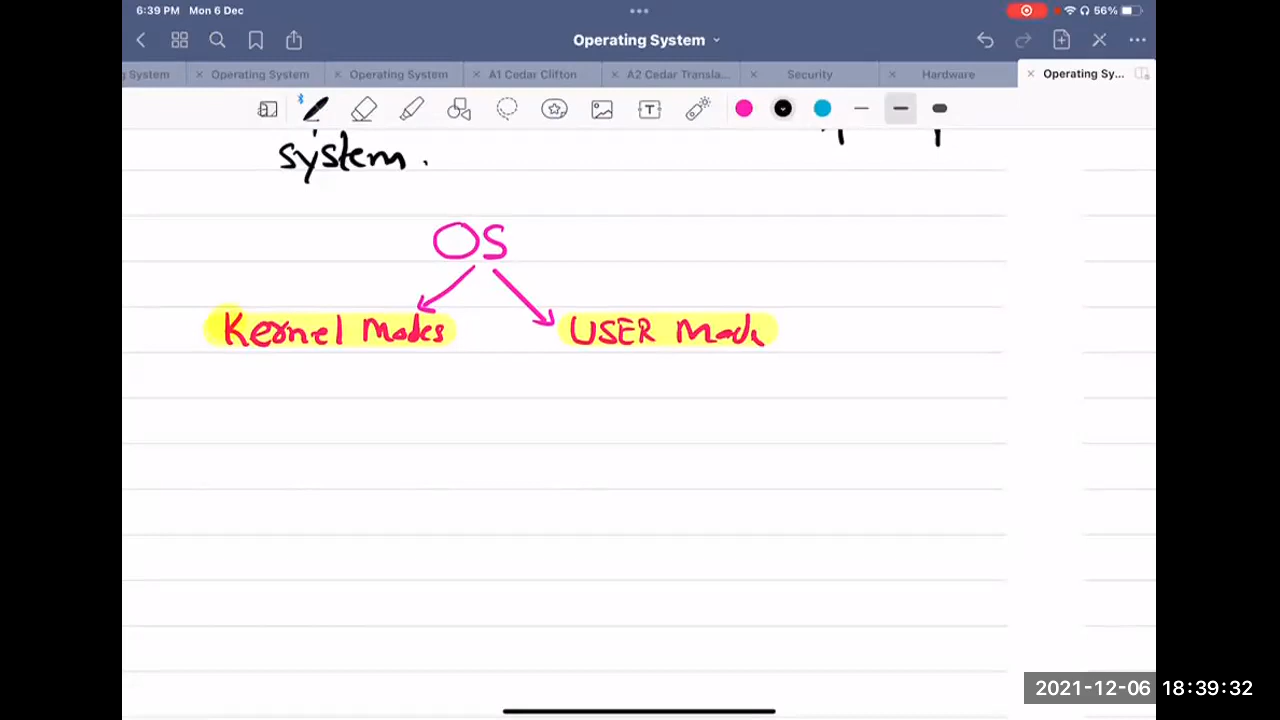 6:39 PM Mon 6 Dec 56%
Operating System
g System Operating System Operating System A1 Cedar Clifton A2 Cedar Transla... Security Hardware Operating Sy...
T
system.
OS
Kernel Modes USER Mode
2021-12-06 18:39:32